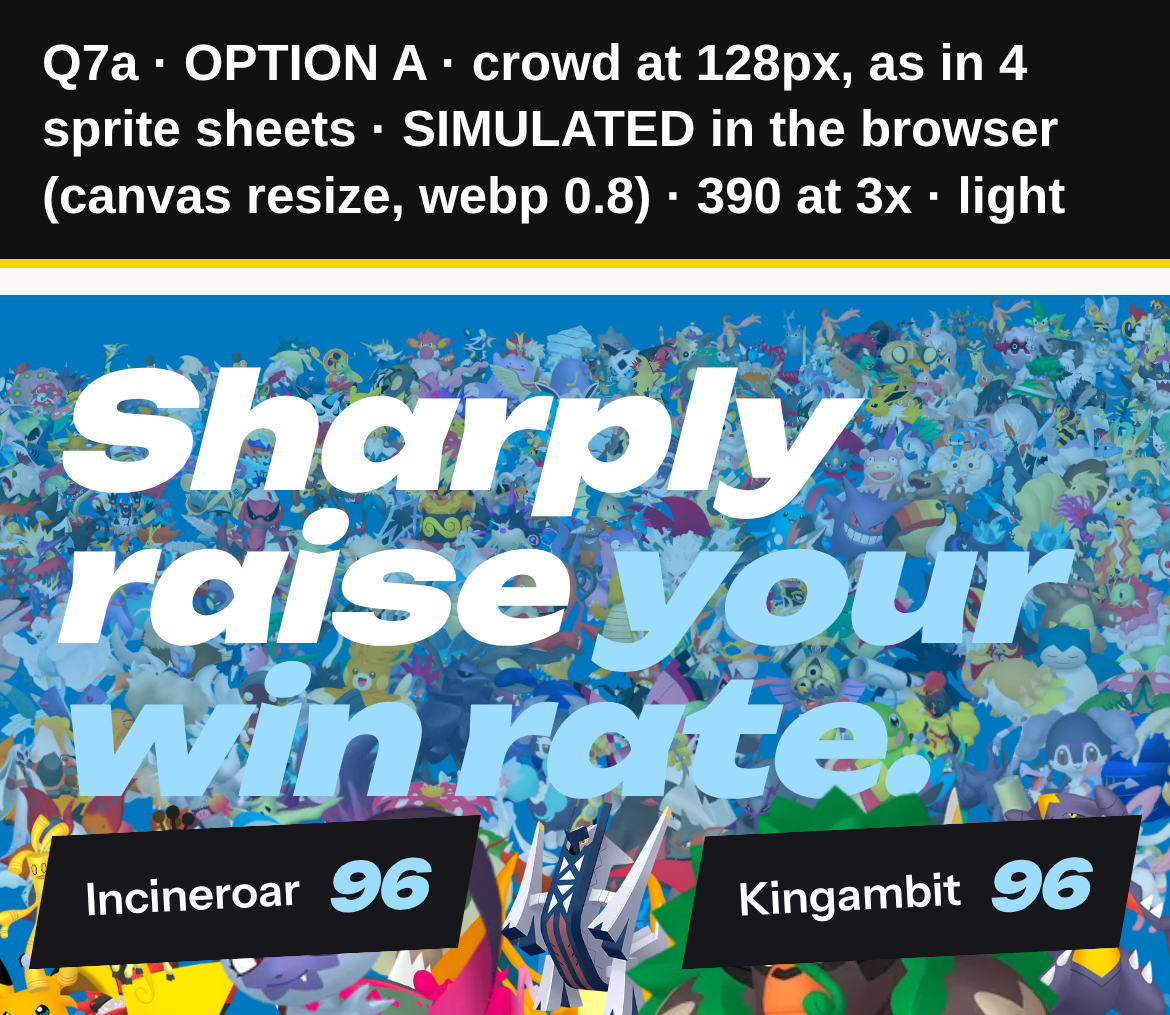 Q7a · OPTION A · crowd at 128px, as in 4
sprite sheets · SIMULATED in the browser
(canvas resize, webp 0.8) · 390 at 3x · light
Sharply
raise your
win rate.
Incineroar 96
Kingambit 96